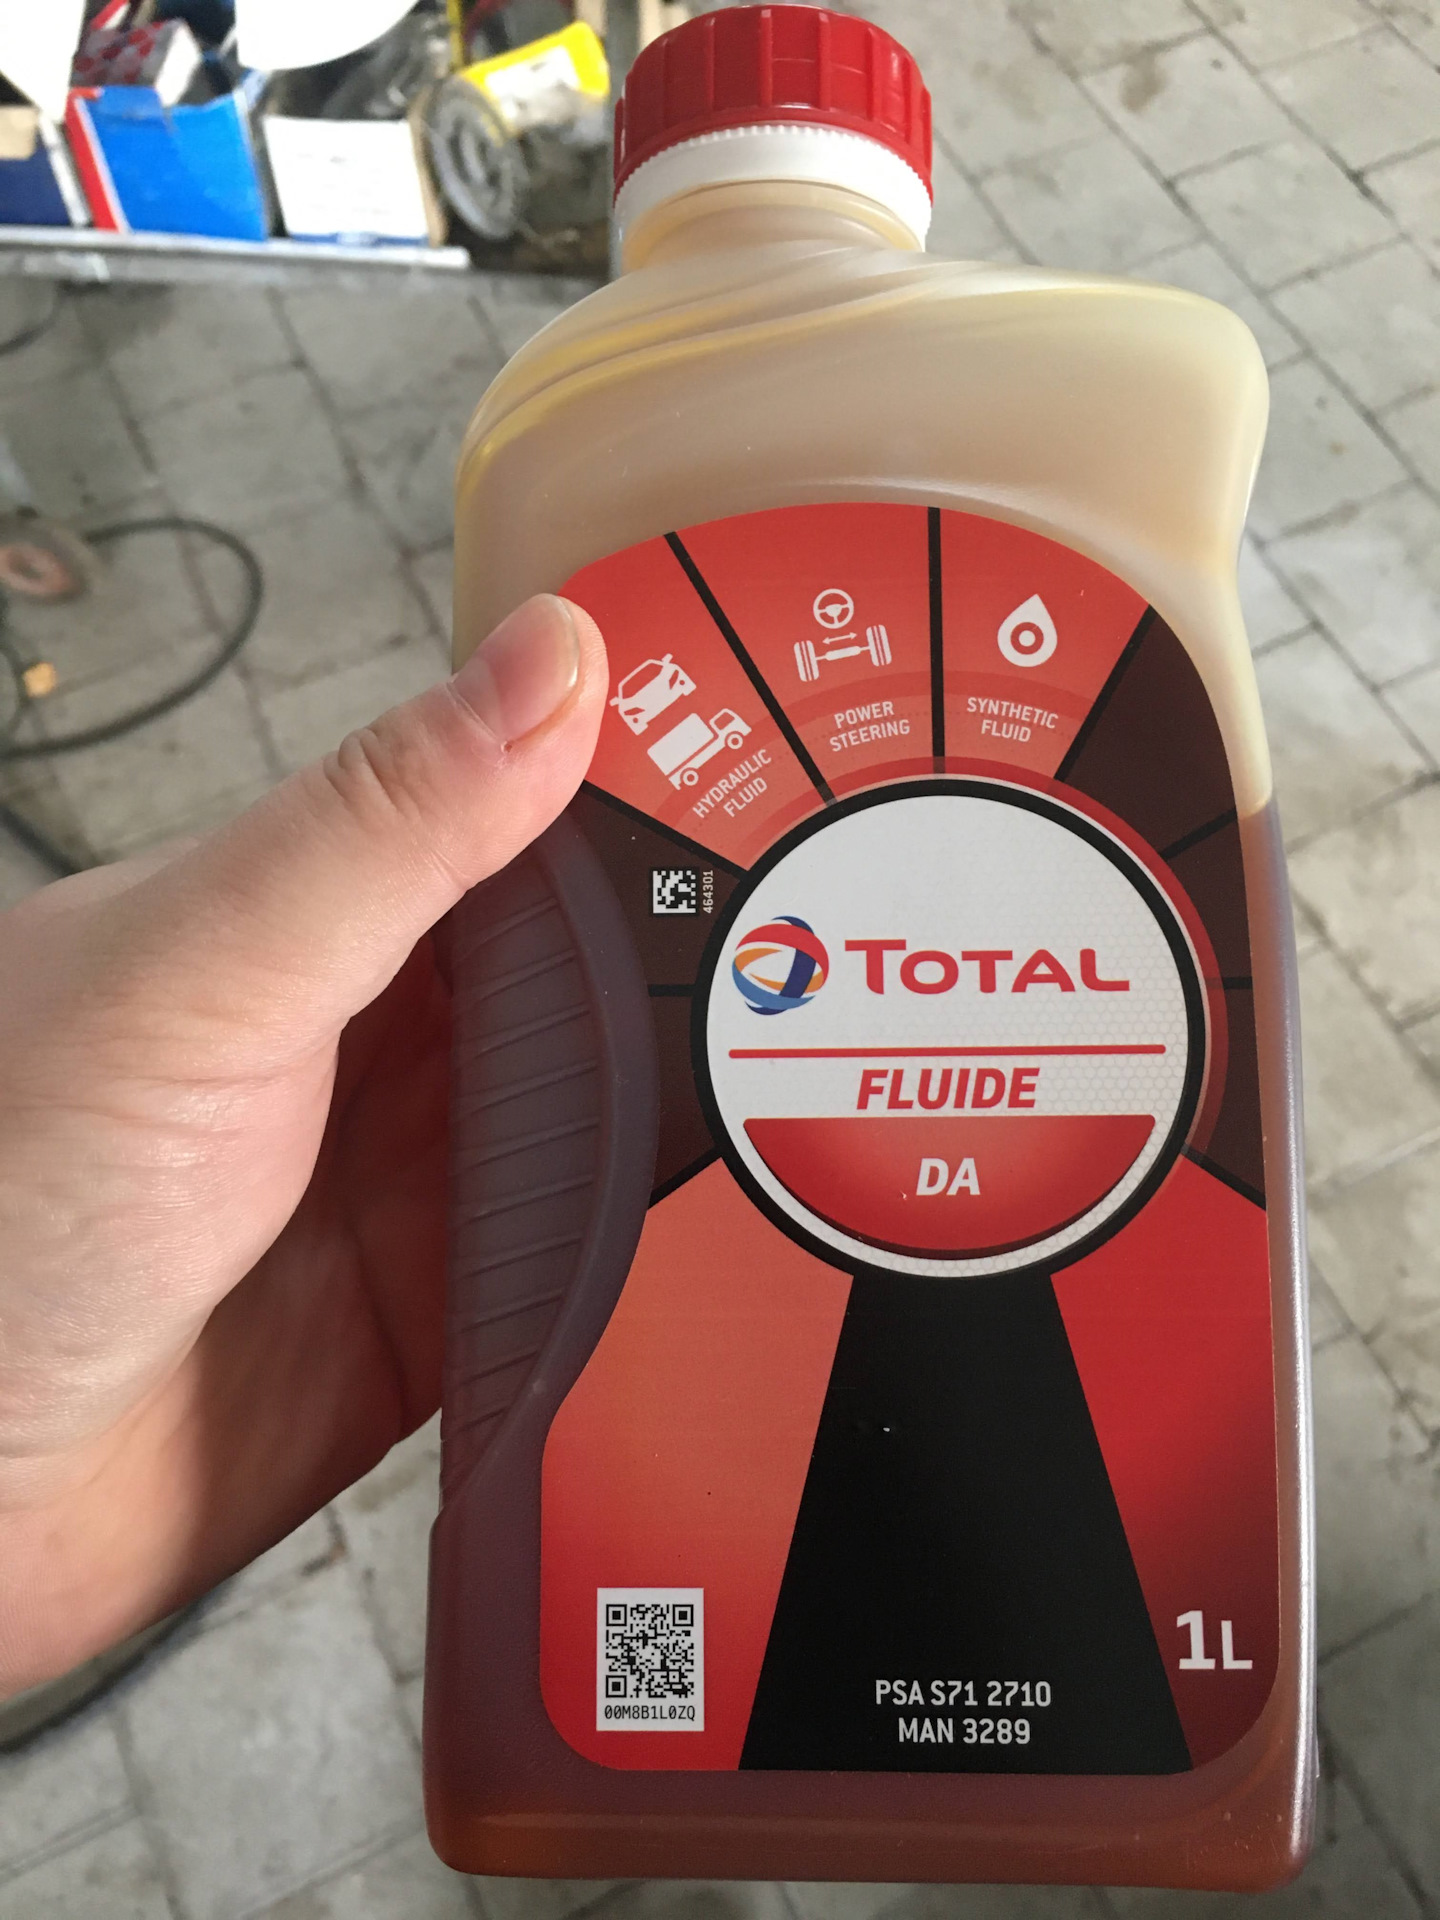 POWER
STEERING
SYNTHETIC
FLUID
HYDRAULIC
FLUID
464301
TOTAL
FLUIDE
DA
1L
PSA S71 2710
MAN 3289
00M8B1L0ZQ